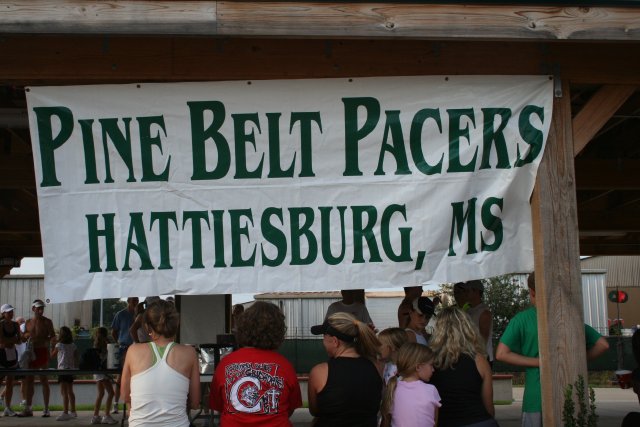 PINE BELT PACERS
HATTIESBURG, MS